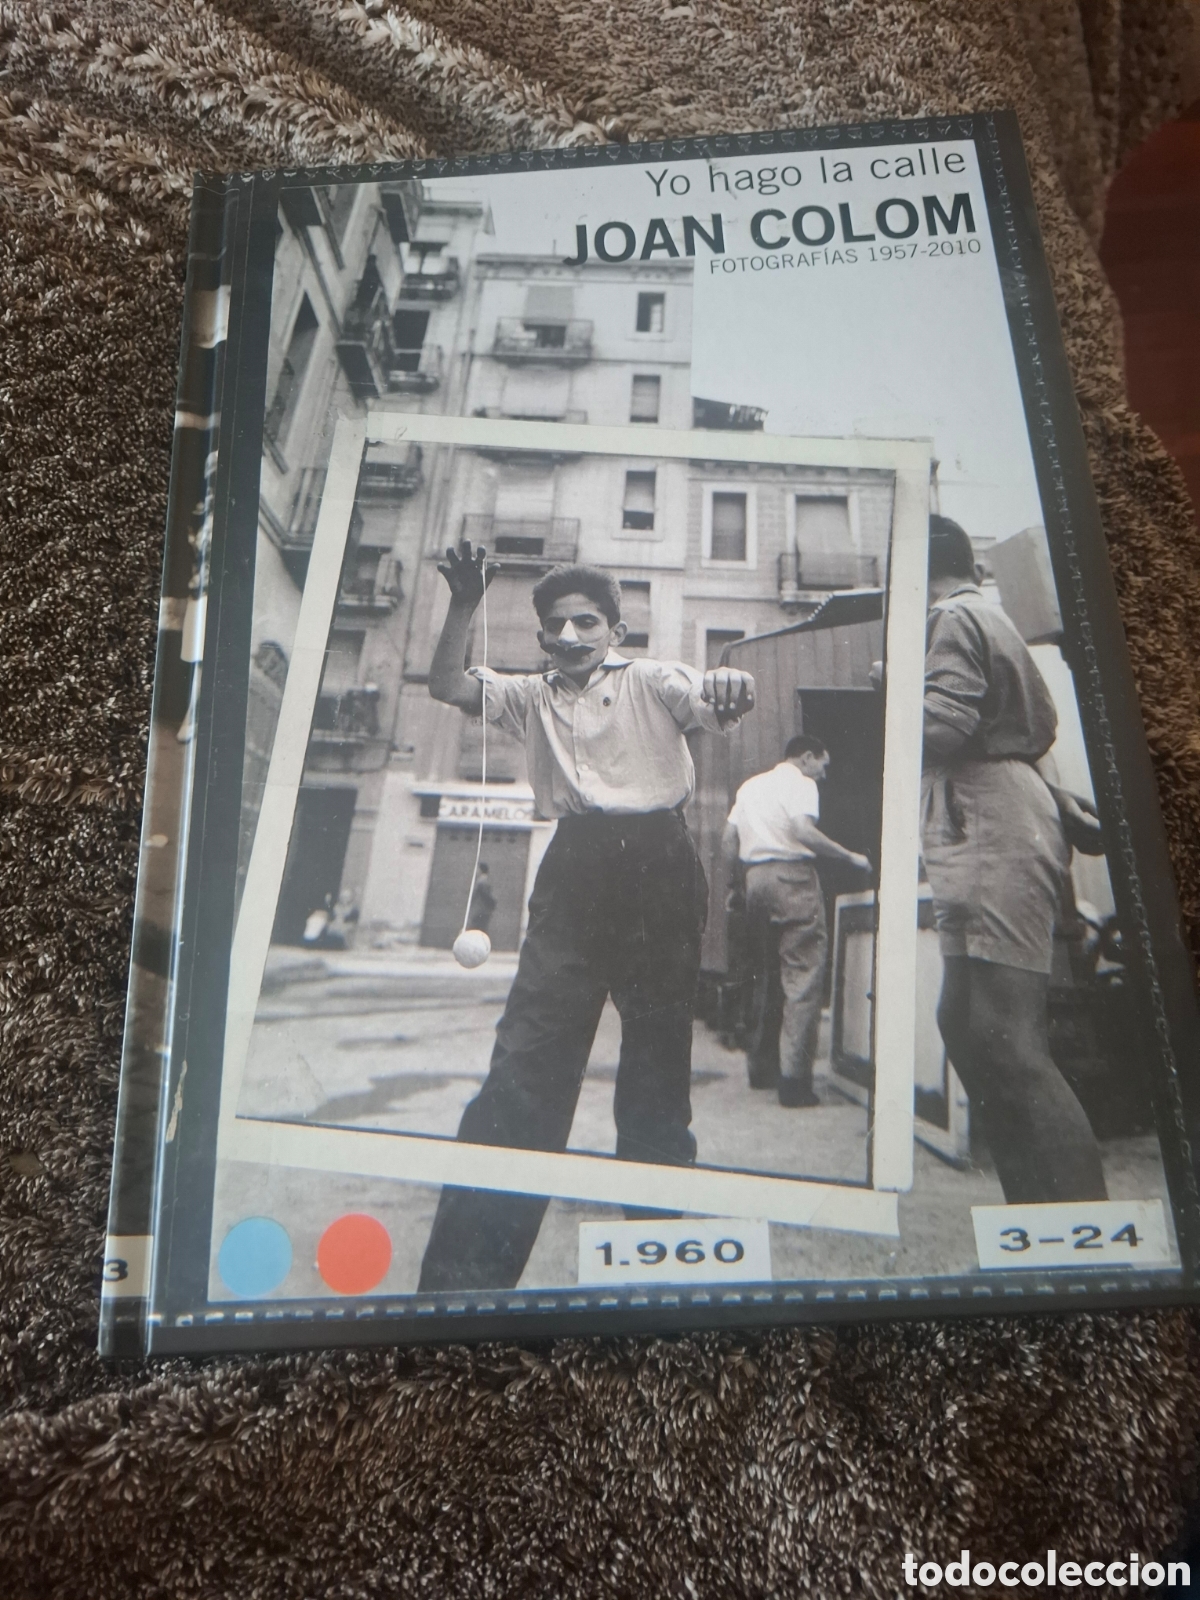 Yo hago la calle
JOAN COLOM
FOTOGRAFÍAS 1957-2010
CARAMELOS
1.960
3-24
3
todocoleccion